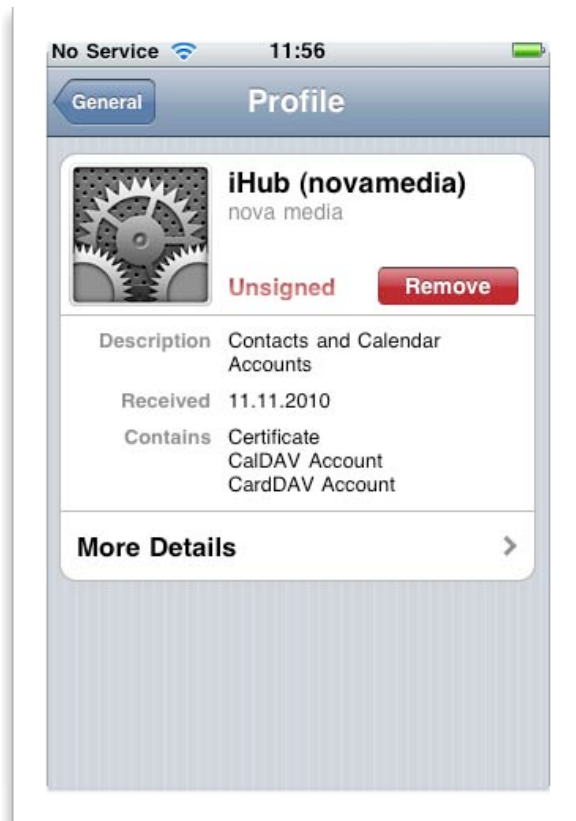 No Service 11:56
General Profile
iHub (novamedia)
nova media
Unsigned Remove
Description Contacts and Calendar
Accounts
Received 11.11.2010
Contains Certificate
CalDAV Account
CardDAV Account
More Details